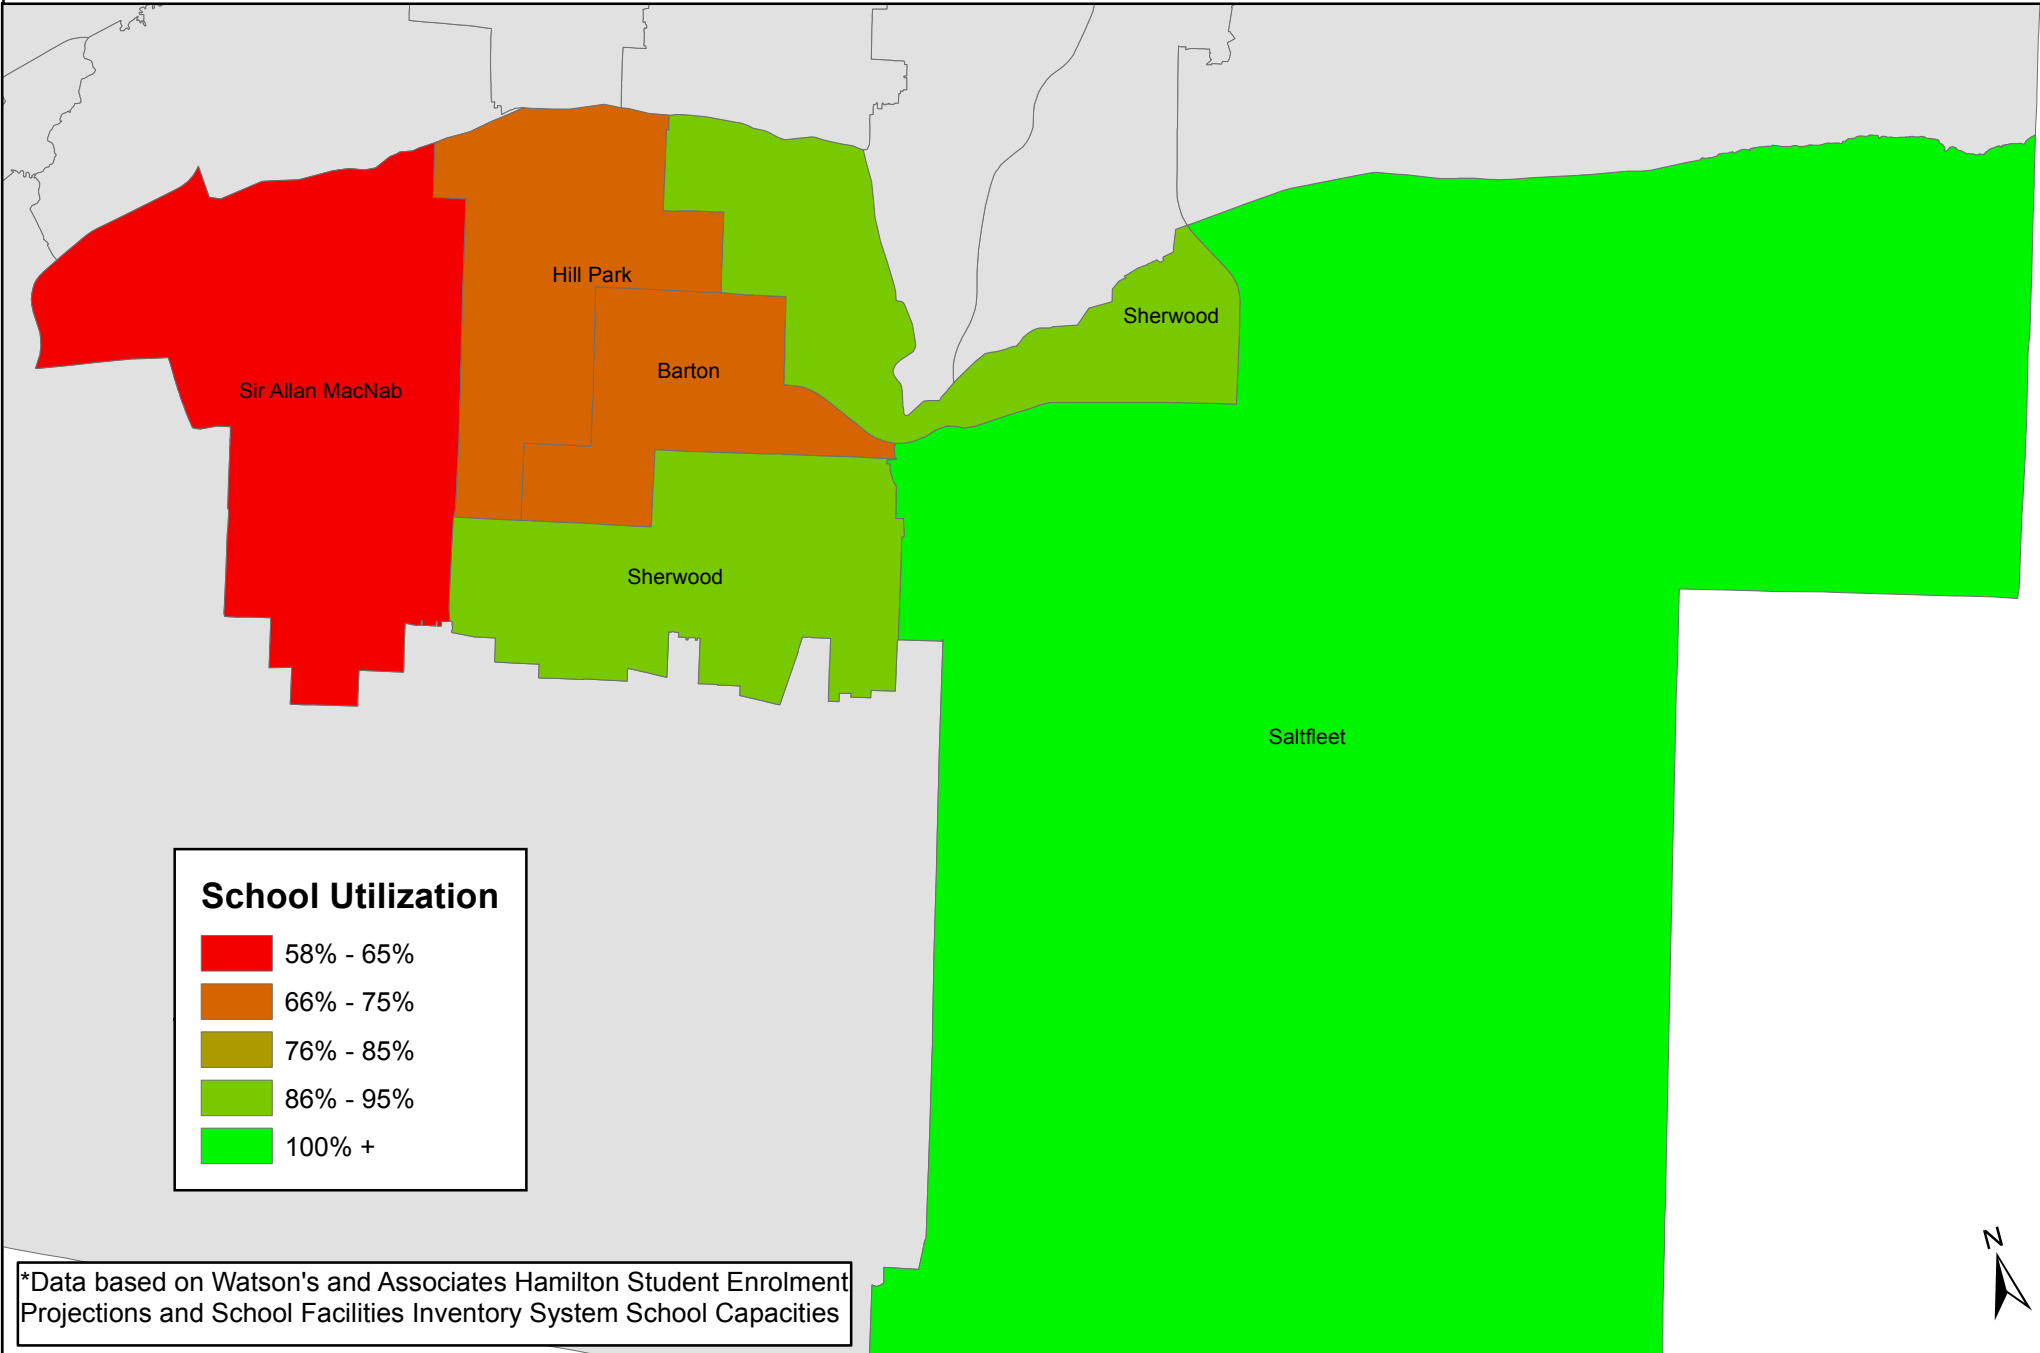 Hill Park
Sherwood
Barton
Sir Allan MacNab
Sherwood
Saltfleet
School Utilization
58% - 65%
66% - 75%
76% - 85%
86% - 95%
100% +
N
*Data based on Watson's and Associates Hamilton Student Enrolment
Projections and School Facilities Inventory System School Capacities